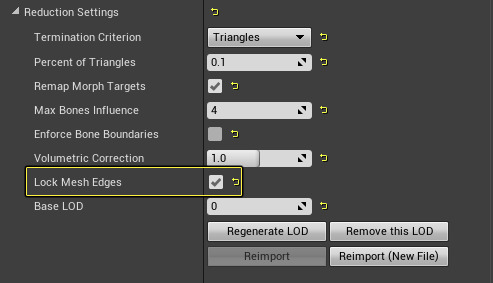 Reduction Settings
Termination Criterion Triangles
Percent of Triangles 0.1
Remap Morph Targets
Max Bones Influence 4
Enforce Bone Boundaries
Volumetric Correction 1.0
Lock Mesh Edges
Base LOD 0
Regenerate LOD Remove this LOD
Reimport Reimport (New File)